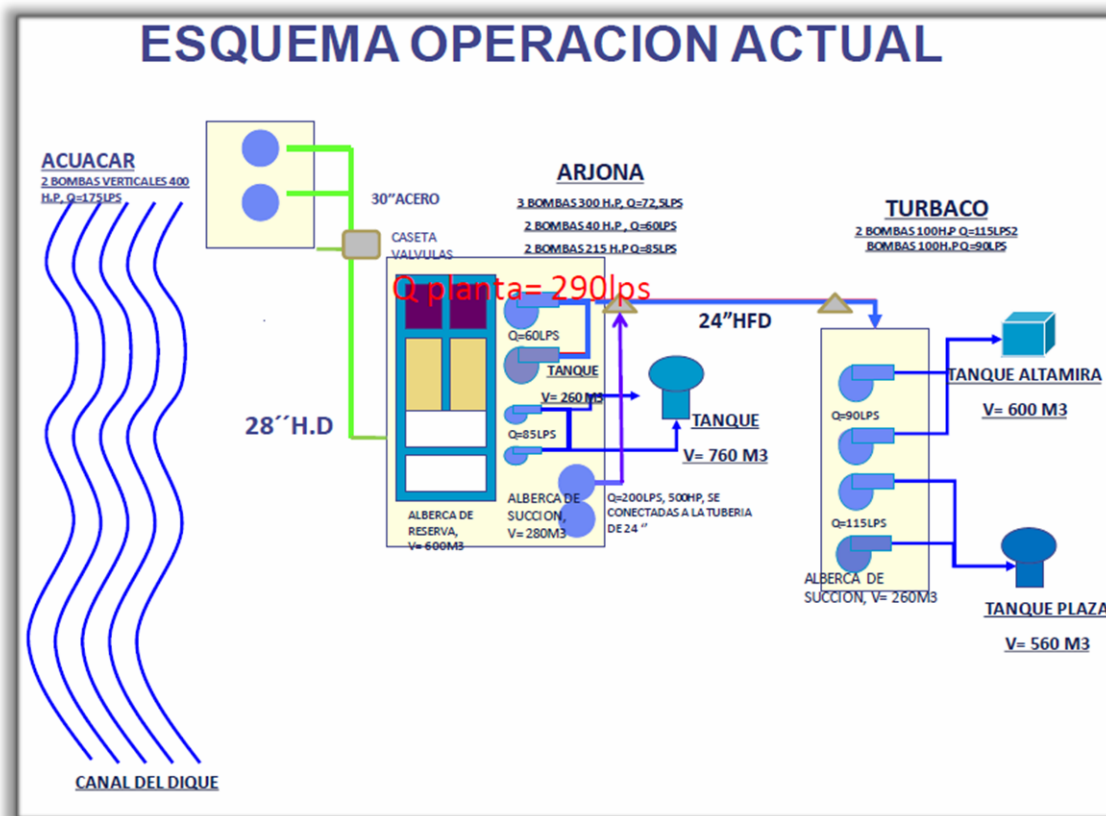 ESQUEMA OPERACION ACTUAL
ACUACAR
2 BOMBAS VERTICALES 400
H.P, Q=175LPS
30"ACERO
CASETA
VALVULAS
ARJONA
3 BOMBAS 300 H.P, Q=72,5LPS
2 BOMBAS 40 H.P , Q=60LPS
2 BOMBAS 215 H.P Q=85LPS
TURBACO
2 BOMBAS 100H.P Q=115LPS2
BOMBAS 100H.P Q=90LPS
Q planta= 290lps
24”HFD
Q=60LPS
TANQUE
V= 260 M3
Q=85LPS
TANQUE
V= 760 M3
28´´H.D
ALBERCA DE
RESERVA,
V= 600M3
ALBERCA DE
SUCCION,
V= 280M3
Q=200LPS, 500HP, SE
CONECTADAS A LA TUBERIA
DE 24 ‘’
TANQUE ALTAMIRA
V= 600 M3
Q=90LPS
Q=115LPS
ALBERCA DE
SUCCION, V= 260M3
TANQUE PLAZA
V= 560 M3
CANAL DEL DIQUE